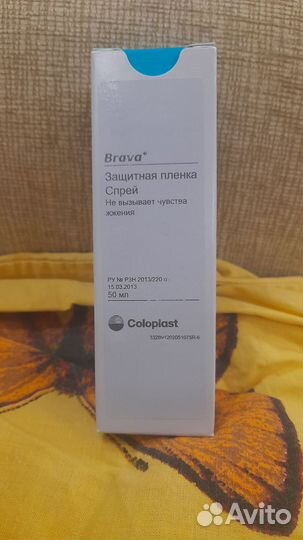 Brava*
Защитная пленка
Спрей
Не вызывает чувства
жжения
РУ № РЗН 2013/220 от
15.03.2013
50 мл
Coloplast
Avito